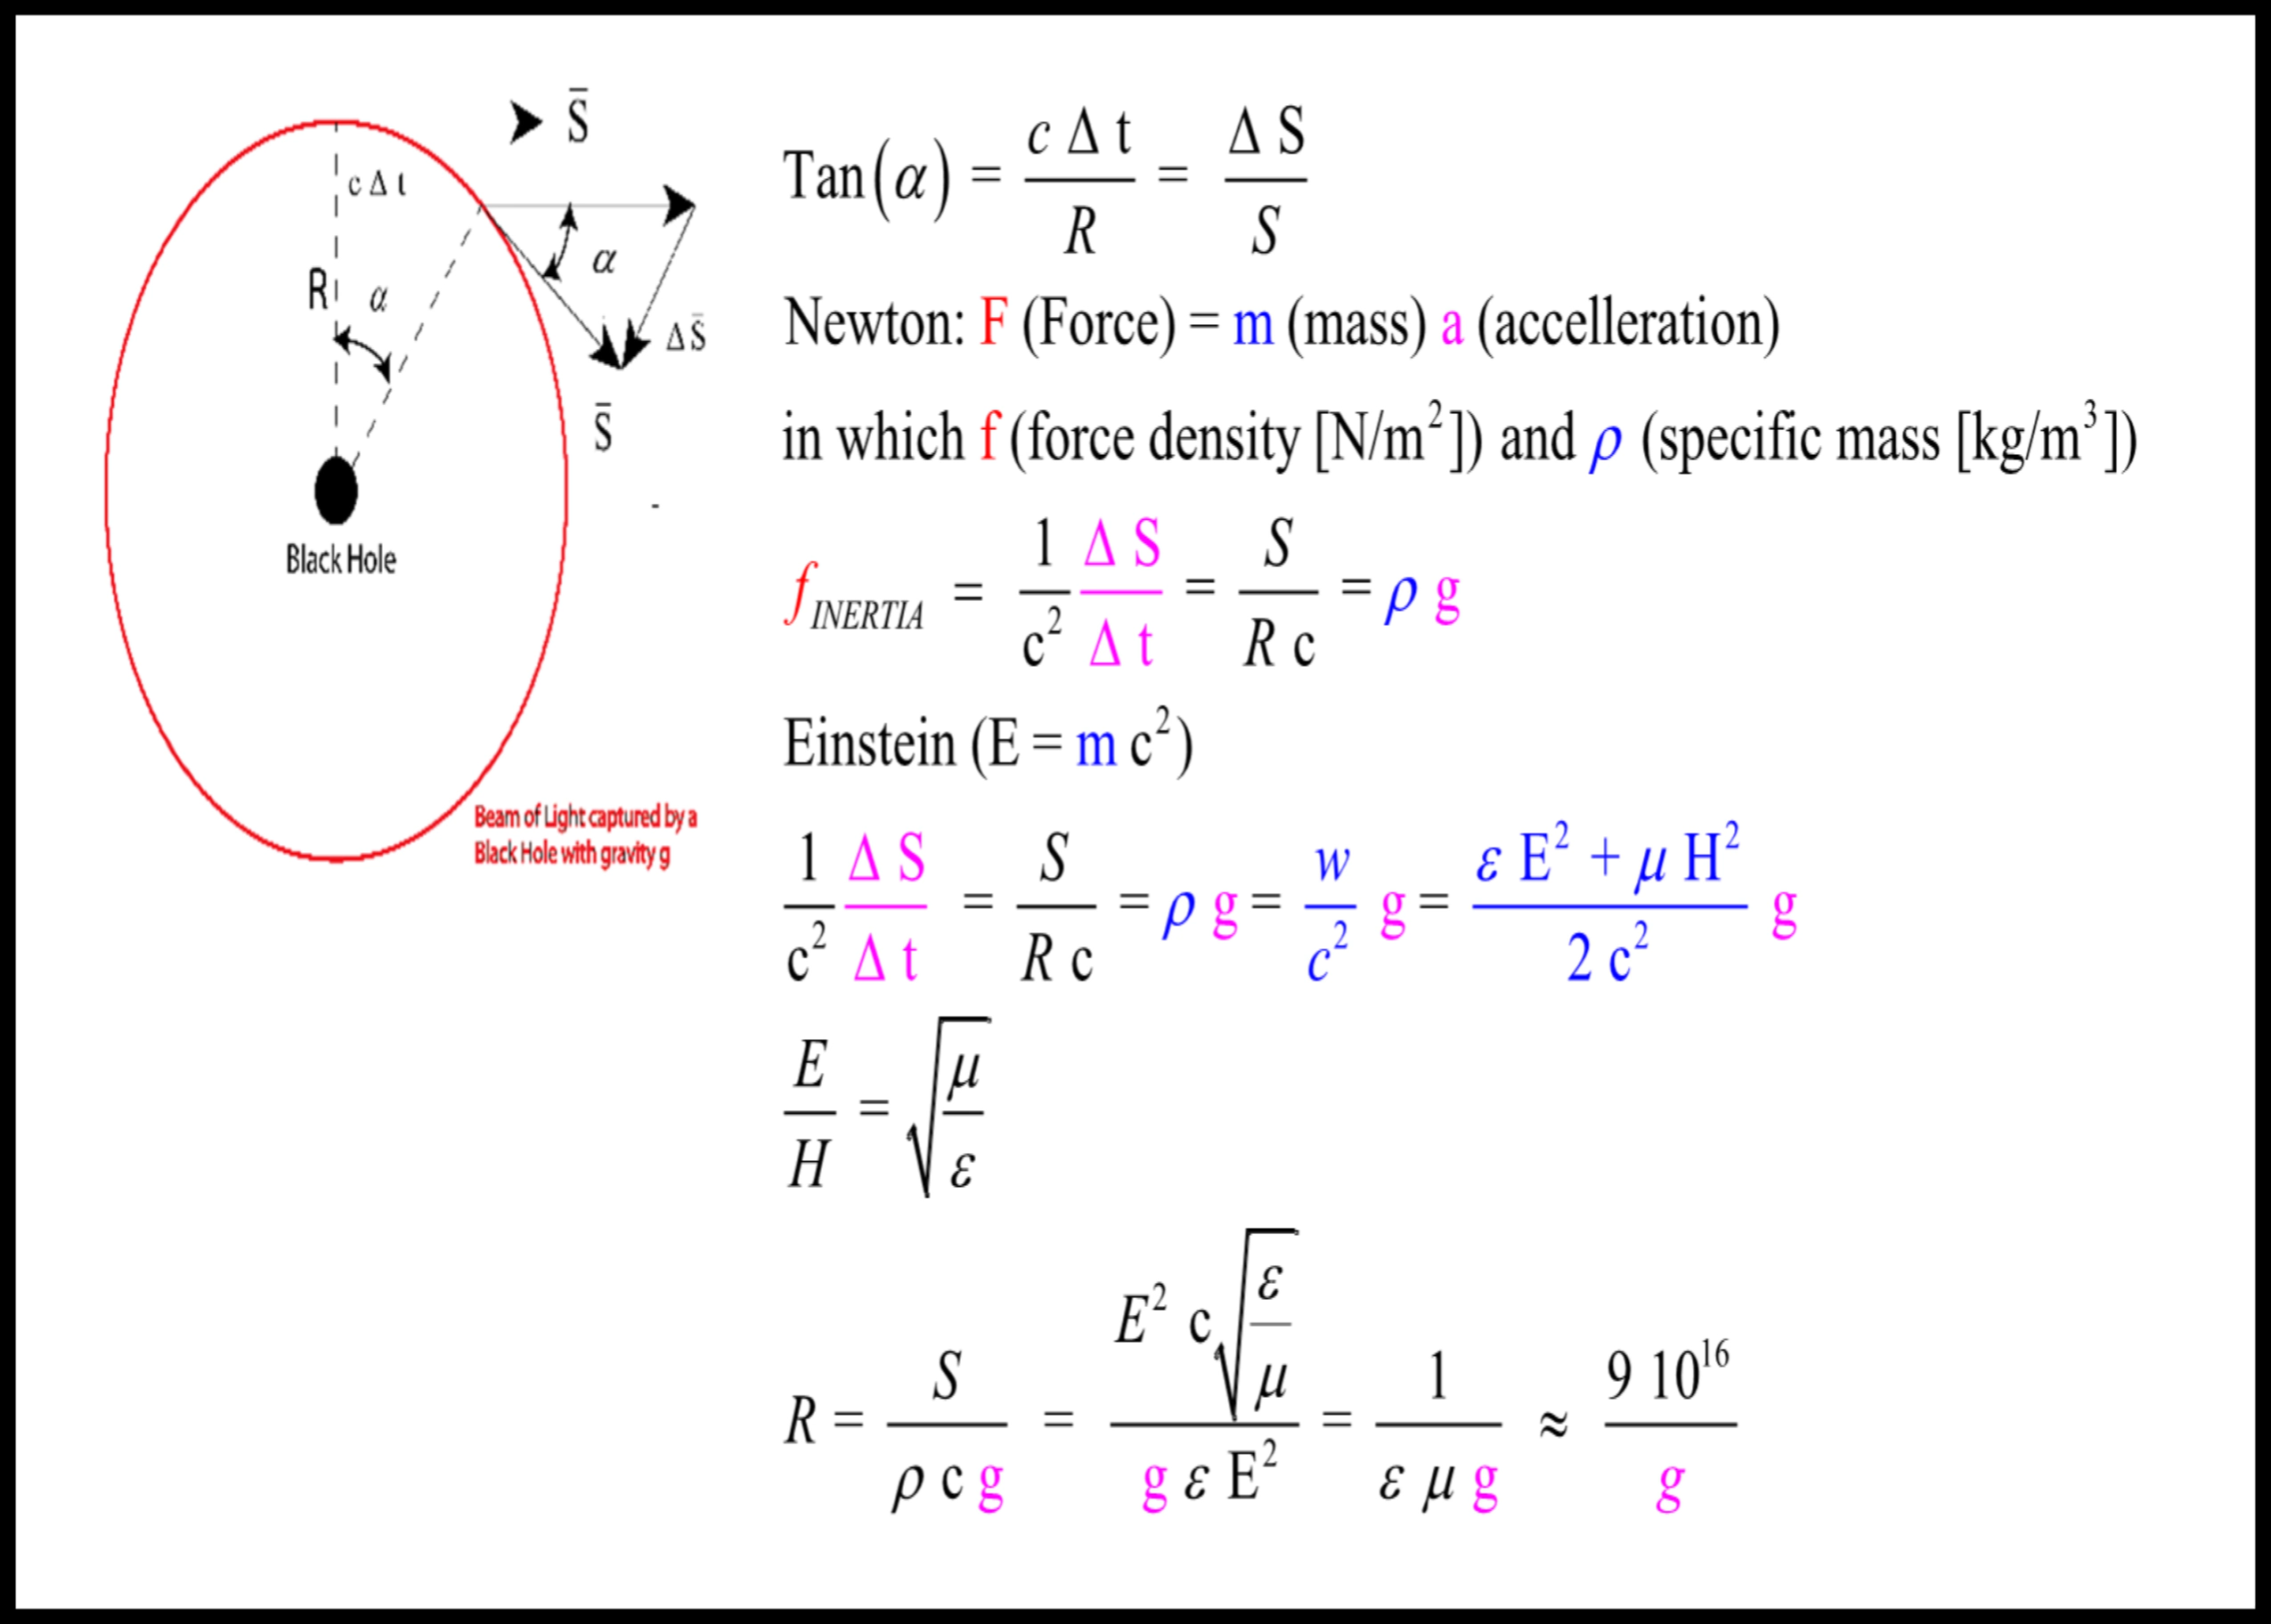 S̄
c Δ t
R α
α
Δ S̄
S̄
Black Hole
Beam of Light captured by a
Black Hole with gravity g
Tan(α) = c Δ t / R = Δ S / S
Newton: F (Force) = m (mass) a (accelleration)
in which f (force density [N/m²]) and ρ (specific mass [kg/m³])
f INERTIA = 1/c² Δ S/Δ t = S/R c = ρ g
Einstein (E = m c²)
1/c² Δ S/Δ t = S/R c = ρ g = w/c² g = ε E² + μ H² / 2 c² g
E/H = √μ/ε
R = S / ρ c g = E² c √ε/μ / g ε E² = 1 / ε μ g ≈ 9 10¹⁶ / g